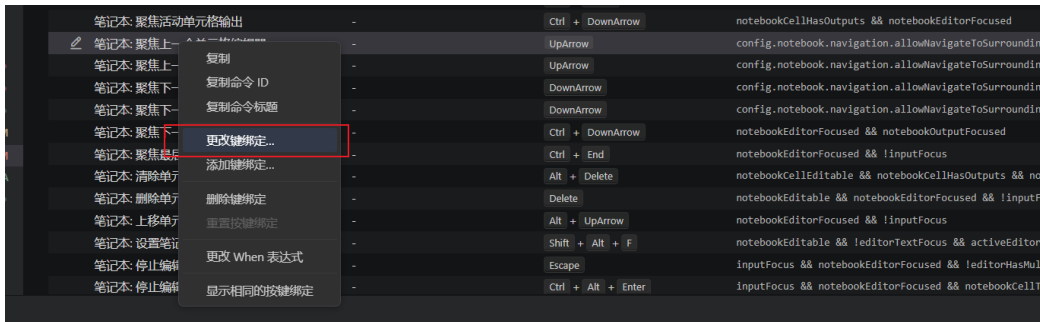 笔记本: 聚焦活动单元格输出 - Ctrl + DownArrow notebookCellHasOutputs && notebookEditorFocused
笔记本: 聚焦上一 - UpArrow config.notebook.navigation.allowNavigateToSurroundin
笔记本: 聚焦上一 - UpArrow config.notebook.navigation.allowNavigateToSurroundin
笔记本: 聚焦下一 - DownArrow config.notebook.navigation.allowNavigateToSurroundin
笔记本: 聚焦下一 - DownArrow config.notebook.navigation.allowNavigateToSurroundin
笔记本: 聚焦下一 - Ctrl + DownArrow notebookEditorFocused && notebookOutputFocused
笔记本: 聚焦最后 - Ctrl + End notebookEditorFocused && !inputFocus
笔记本: 清除单元 - Alt + Delete notebookCellEditable && notebookCellHasOutputs && no
笔记本: 删除单元 - Delete notebookEditable && notebookEditorFocused && !inputF
笔记本: 上移单元 - Alt + UpArrow notebookEditorFocused && !inputFocus
笔记本: 设置笔记 - Shift + Alt + F notebookEditable && !editorTextFocus && activeEditor
笔记本: 停止编辑 - Escape inputFocus && notebookEditorFocused && !editorHasMul
笔记本: 停止编辑 - Ctrl + Alt + Enter inputFocus && notebookEditorFocused && notebookCellT
复制
复制命令 ID
复制命令标题
更改键绑定...
添加键绑定...
删除键绑定
重置按键绑定
更改 When 表达式
显示相同的按键绑定